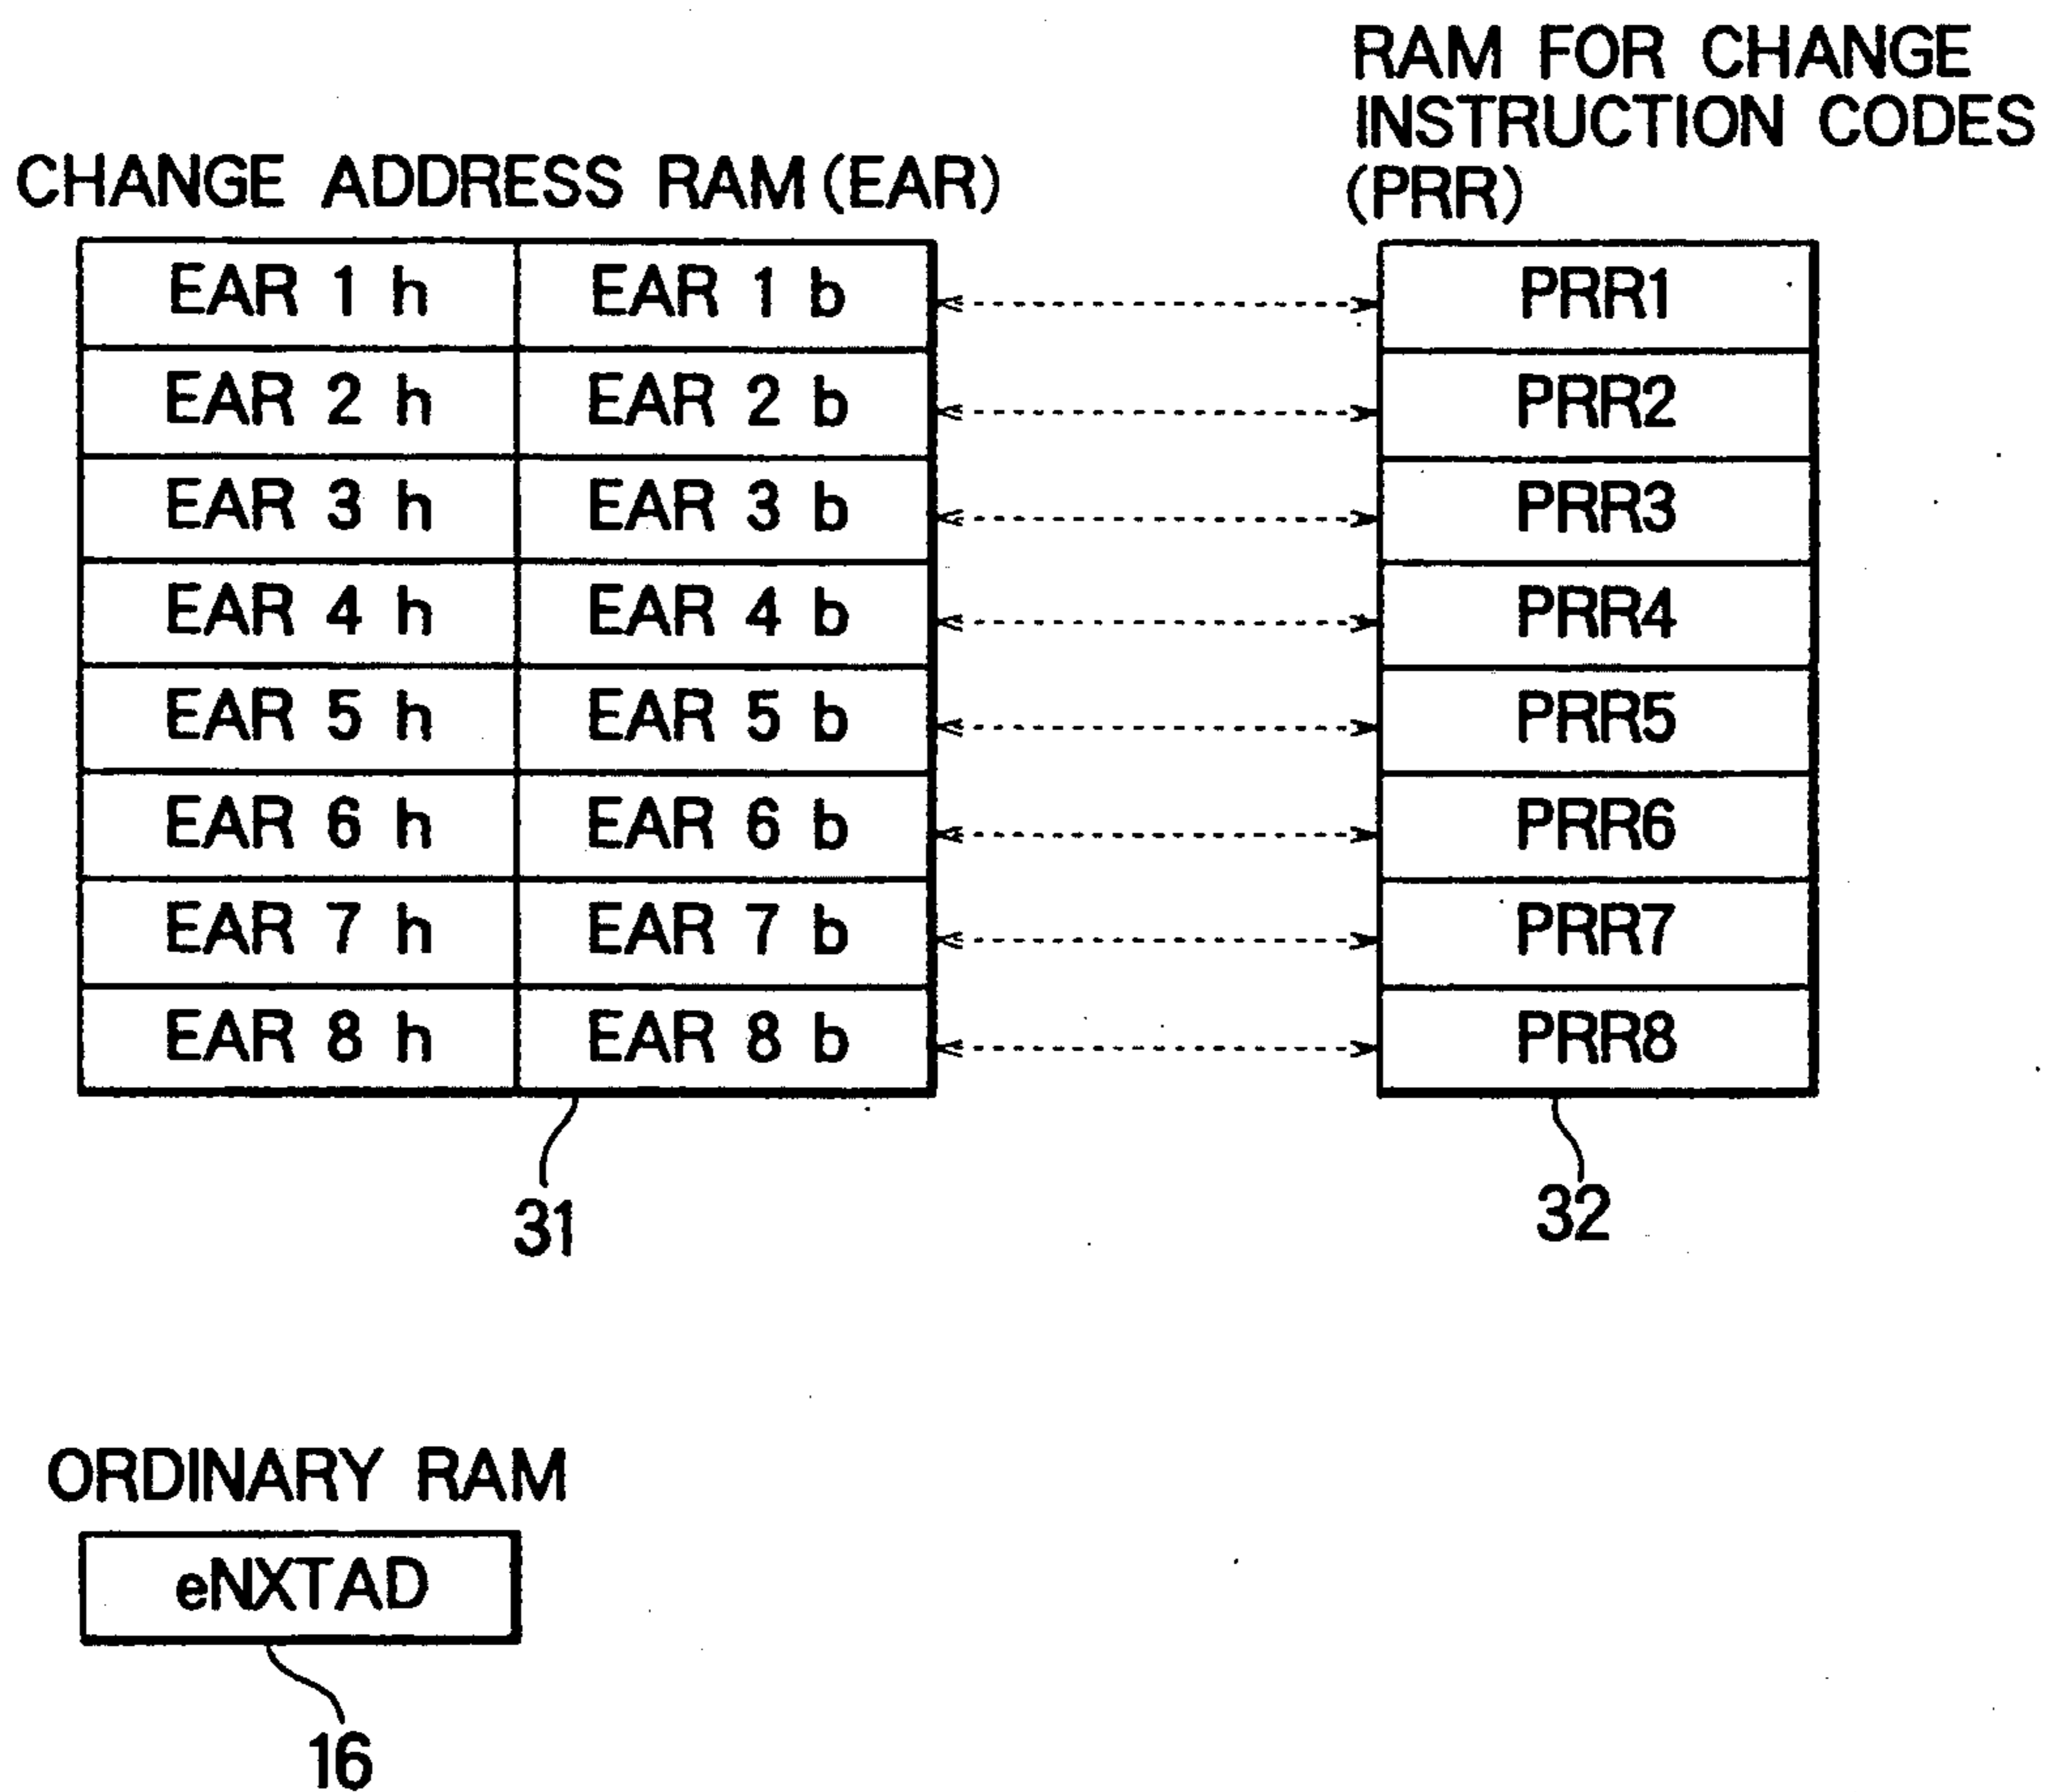 RAM FOR CHANGE
INSTRUCTION CODES
(PRR)
CHANGE ADDRESS RAM (EAR)
EAR 1 h EAR 1 b PRR1
EAR 2 h EAR 2 b PRR2
EAR 3 h EAR 3 b PRR3
EAR 4 h EAR 4 b PRR4
EAR 5 h EAR 5 b PRR5
EAR 6 h EAR 6 b PRR6
EAR 7 h EAR 7 b PRR7
EAR 8 h EAR 8 b PRR8
31 32
ORDINARY RAM
eNXTAD
16